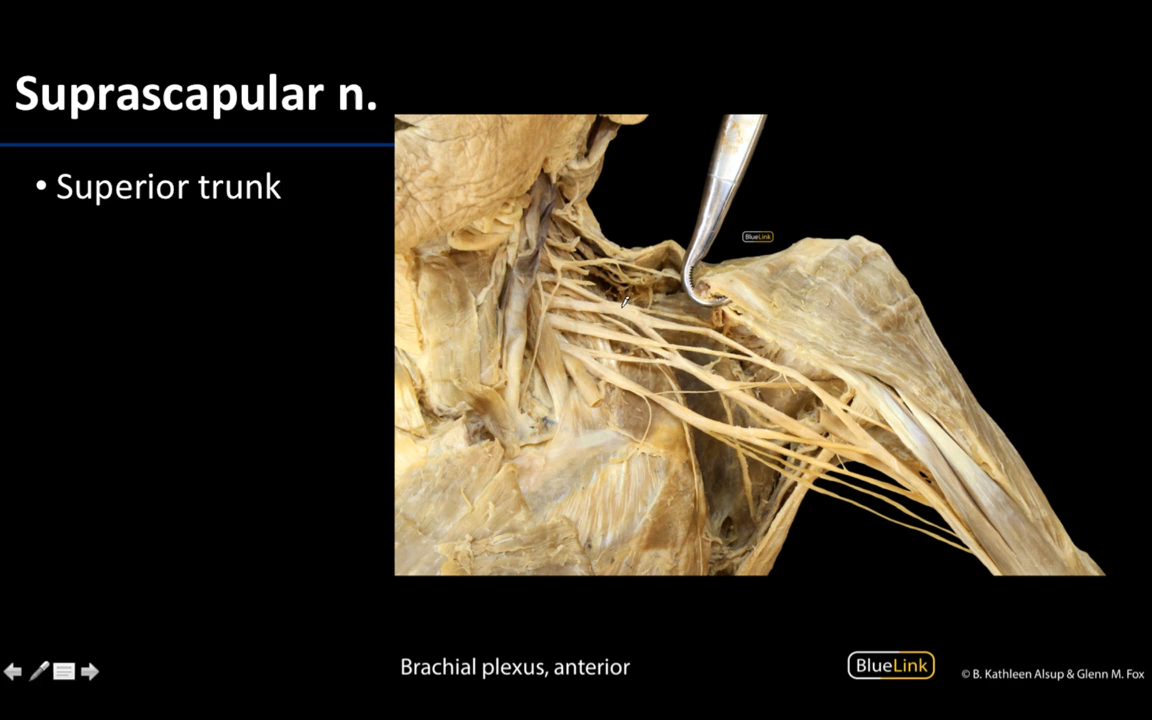 Suprascapular n.
• Superior trunk
BlueLink
Brachial plexus, anterior
BlueLink
© B. Kathleen Alsup & Glenn M. Fox